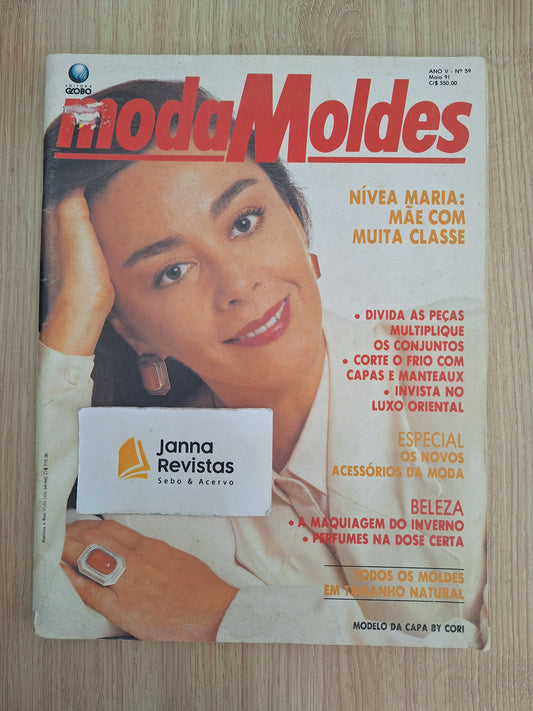 EDITORA
GLOBO
ANO V - Nº 59
Maio 91
Cr$ 550,00
moda Moldes
NÍVEA MARIA:
MÃE COM
MUITA CLASSE
• DIVIDA AS PEÇAS
MULTIPLIQUE
OS CONJUNTOS
• CORTE O FRIO COM
CAPAS E MANTEAUX
• INVISTA NO
LUXO ORIENTAL
ESPECIAL
OS NOVOS
ACESSÓRIOS DA MODA
BELEZA
• A MAQUIAGEM DO INVERNO
• PERFUMES NA DOSE CERTA
TODOS OS MOLDES
EM TAMANHO NATURAL
MODELO DA CAPA BY CORI
Janna
Revistas
Sebo & Acervo